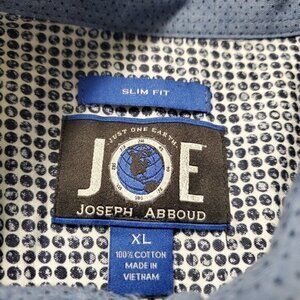 SLIM FIT
JUST ONE EARTH
JOE
JOSEPH ABBOUD
XL
100% COTTON
MADE IN
VIETNAM